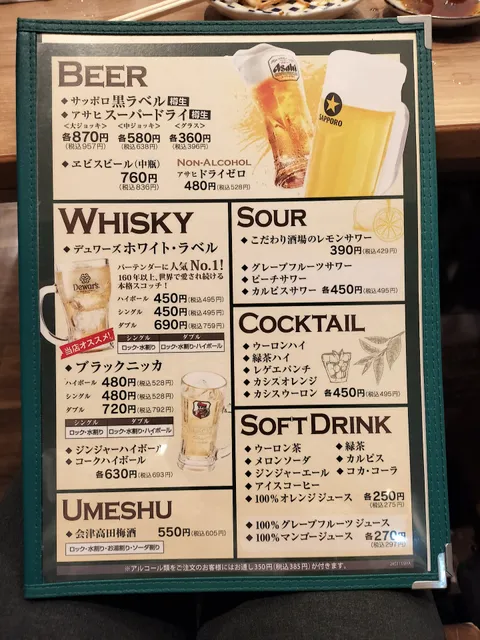 BEER
◆ サッポロ黒ラベル 樽生
◆ アサヒスーパードライ 樽生
<大ジョッキ> <中ジョッキ> <グラス>
各870円 各580円 各360円
(税込957円) (税込638円) (税込396円)
◆ ヱビスビール(中瓶)
760円
(税込836円)
NON-ALCOHOL
アサヒドライゼロ
480円(税込528円)
Asahi
SAPPORO
WHISKY
◆ デュワーズ ホワイト・ラベル
バーテンダーに人気No.1!
160年以上、世界で愛され続ける
本格スコッチ!
Dewar's
当店オススメ!
ハイボール 450円(税込495円)
シングル 450円(税込495円)
ダブル 690円(税込759円)
シングル ダブル
ロック・水割り ロック・水割り・ハイボール
◆ ブラックニッカ
ハイボール 480円(税込528円)
シングル 480円(税込528円)
ダブル 720円(税込792円)
シングル ダブル
ロック・水割り ロック・水割り・ハイボール
◆ ジンジャーハイボール
◆ コークハイボール
各630円(税込693円)
UMESHU
◆ 会津高田梅酒 550円(税込605円)
ロック・水割り・お湯割り・ソーダ割り
SOUR
◆ こだわり酒場のレモンサワー
390円(税込429円)
◆ グレープフルーツサワー
◆ ピーチサワー
◆ カルピスサワー 各450円(税込495円)
COCKTAIL
◆ ウーロンハイ
◆ 緑茶ハイ
◆ レゲエパンチ
◆ カシスオレンジ
◆ カシスウーロン 各450円(税込495円)
SOFT DRINK
◆ ウーロン茶 ◆ 緑茶
◆ メロンソーダ ◆ カルピス
◆ ジンジャーエール ◆ コカ・コーラ
◆ アイスコーヒー
◆ 100%オレンジジュース 各250円
(税込275円)
◆ 100%グレープフルーツジュース
◆ 100%マンゴージュース 各270円
(税込297円)
※アルコール類をご注文のお客様にはお通し350円(税込385円)が付きます。